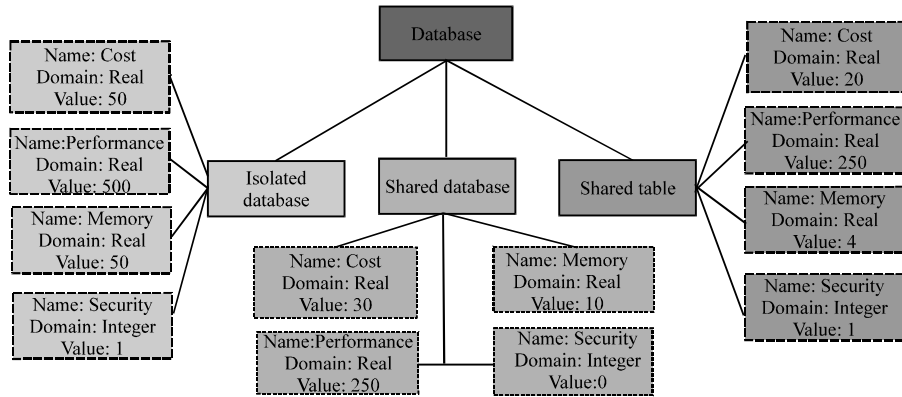 Database
Name: Cost
Domain: Real
Value: 50
Name:Performance
Domain: Real
Value: 500
Name: Memory
Domain: Real
Value: 50
Name: Security
Domain: Integer
Value: 1
Isolated
database
Shared database
Shared table
Name: Cost
Domain: Real
Value: 30
Name:Performance
Domain: Real
Value: 250
Name: Memory
Domain: Real
Value: 10
Name: Security
Domain: Integer
Value:0
Name: Cost
Domain: Real
Value: 20
Name:Performance
Domain: Real
Value: 250
Name: Memory
Domain: Real
Value: 4
Name: Security
Domain: Integer
Value: 1